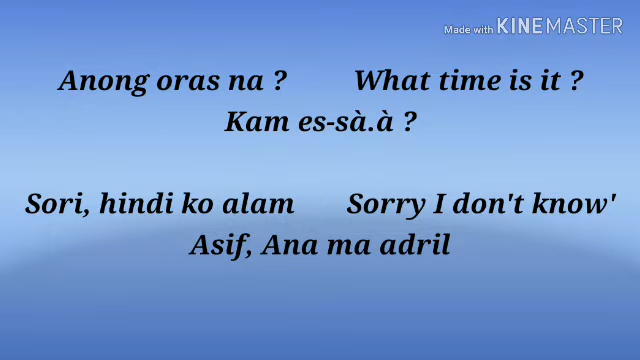 Made with KINEMASTER
Anong oras na ? What time is it ?
Kam es-sà.à ?
Sori, hindi ko alam Sorry I don't know'
Asif, Ana ma adril